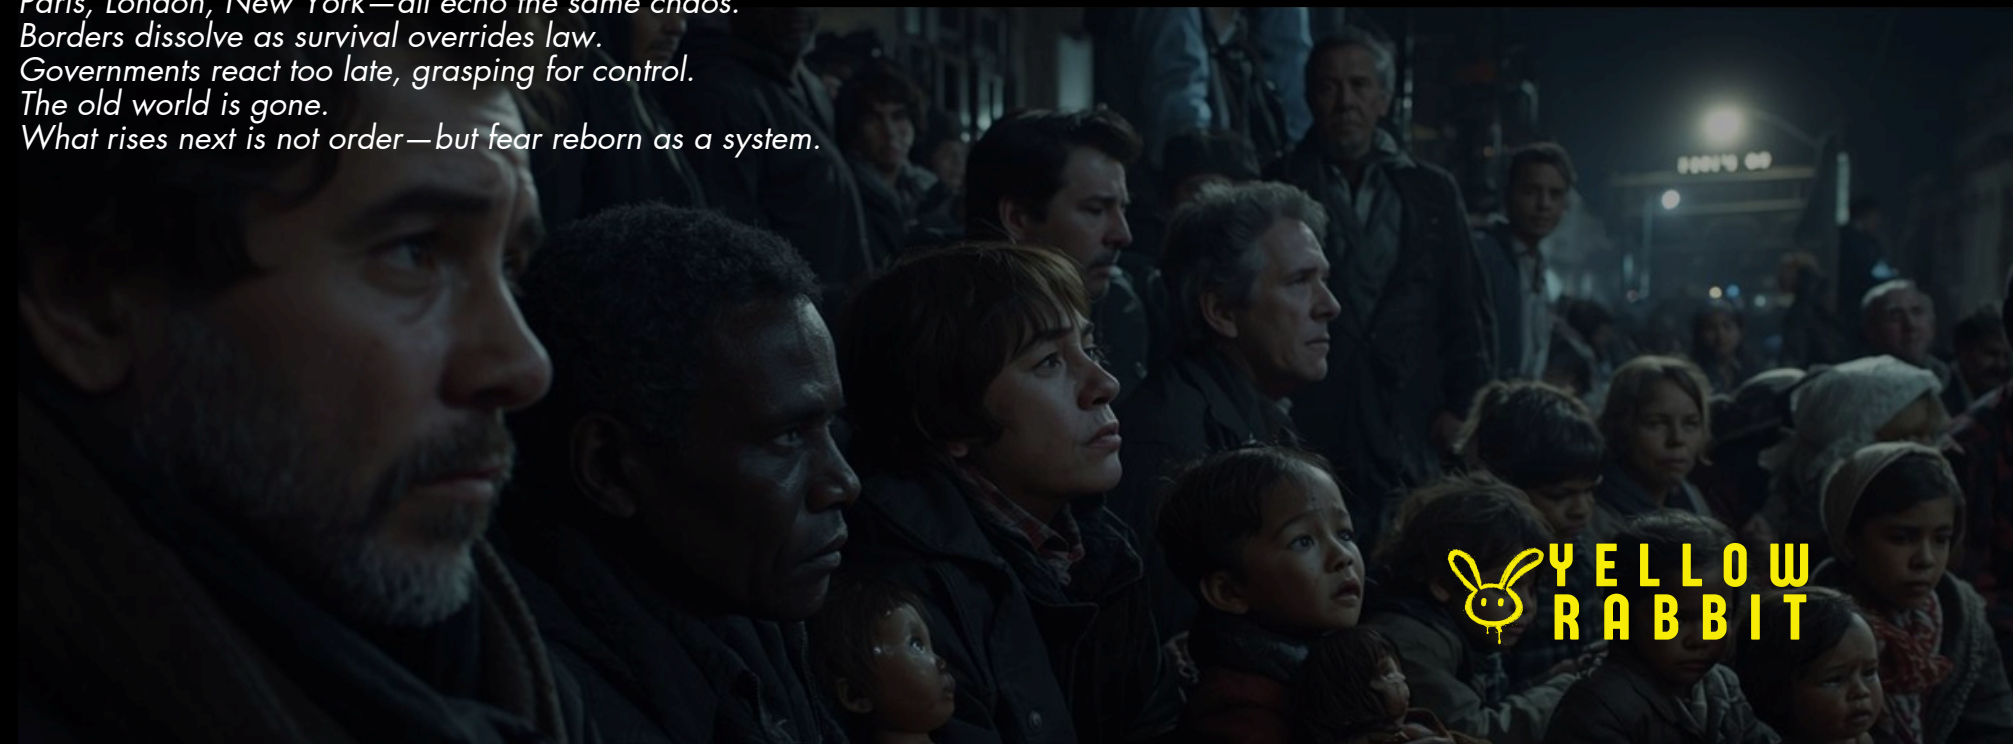 Paris, London, New York—all echo the same chaos.
Borders dissolve as survival overrides law.
Governments react too late, grasping for control.
The old world is gone.
What rises next is not order—but fear reborn as a system.
YELLOW
RABBIT